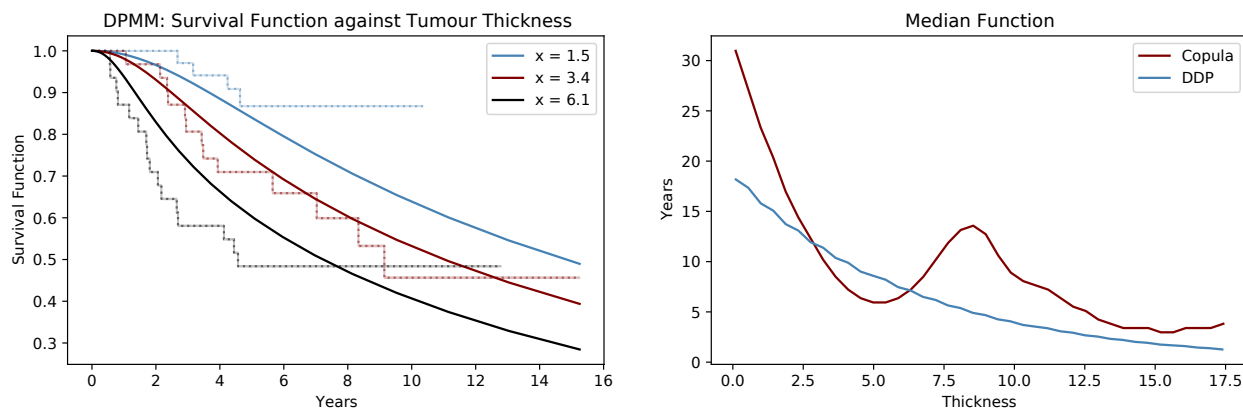 DPMM: Survival Function against Tumour Thickness
1.0
0.9
0.8
0.7
0.6
0.5
0.4
0.3
Survival Function
x = 1.5
x = 3.4
x = 6.1
0
2
4
6
8
10
12
14
16
Years
Median Function
30
25
20
15
10
5
0
Years
Copula
DDP
0.0
2.5
5.0
7.5
10.0
12.5
15.0
17.5
Thickness